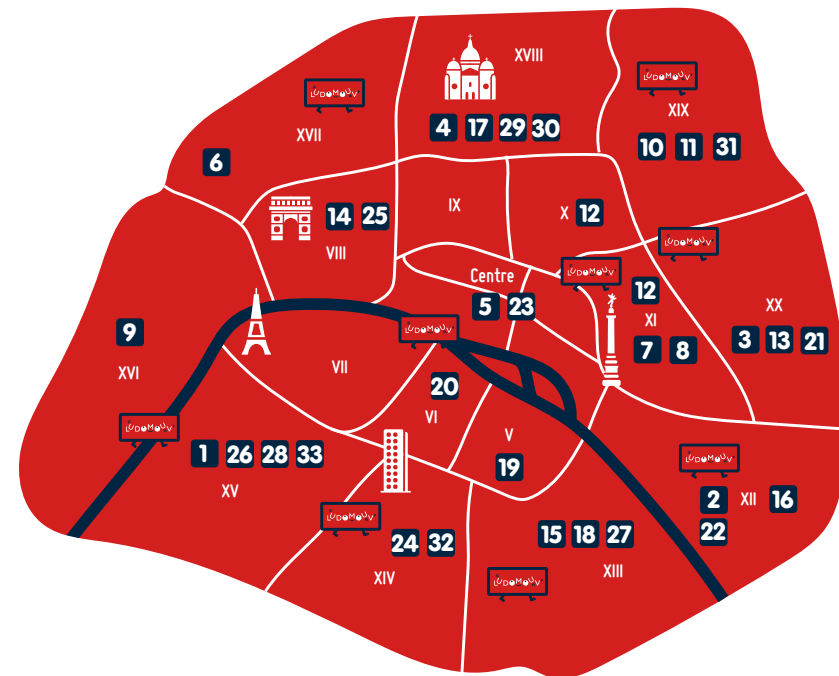 XVIII
LUDOMOUV
LUDOMOUV
XIX
XVII
4 17 29 30
10 11 31
6
14 25
IX
X 12
VIII
LUDOMOUV
Centre
LUDOMOUV
12
5 23
XI
XX
9
LUDOMOUV
7 8
3 13 21
XVI
VII
20
VI
LUDOMOUV
V
1 26 28 33
19
LUDOMOUV
XV
2 XII 16
22
LUDOMOUV
24 32
15 18 27
XIV
XIII
LUDOMOUV